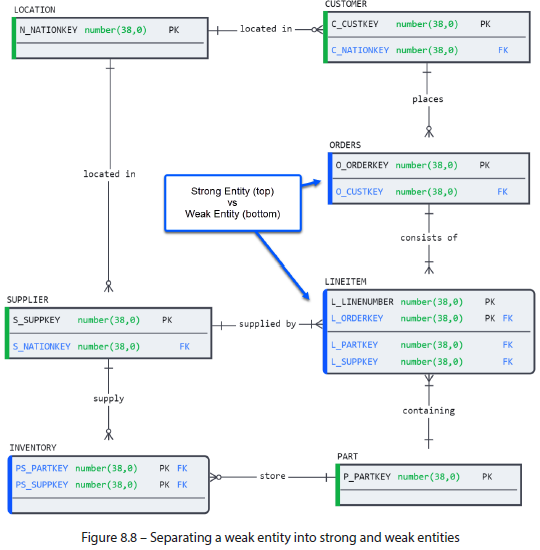 LOCATION
N_NATIONKEY number(38,0) PK
located in
CUSTOMER
C_CUSTKEY number(38,0) PK
C_NATIONKEY number(38,0) FK
places
located in
ORDERS
O_ORDERKEY number(38,0) PK
O_CUSTKEY number(38,0) FK
Strong Entity (top)
vs
Weak Entity (bottom)
consists of
LINEITEM
L_LINENUMBER number(38,0) PK
L_ORDERKEY number(38,0) PK FK
L_PARTKEY number(38,0) FK
L_SUPPKEY number(38,0) FK
SUPPLIER
S_SUPPKEY number(38,0) PK
S_NATIONKEY number(38,0) FK
supplied by
supply
containing
INVENTORY
PS_PARTKEY number(38,0) PK FK
PS_SUPPKEY number(38,0) PK FK
store
PART
P_PARTKEY number(38,0) PK
Figure 8.8 – Separating a weak entity into strong and weak entities